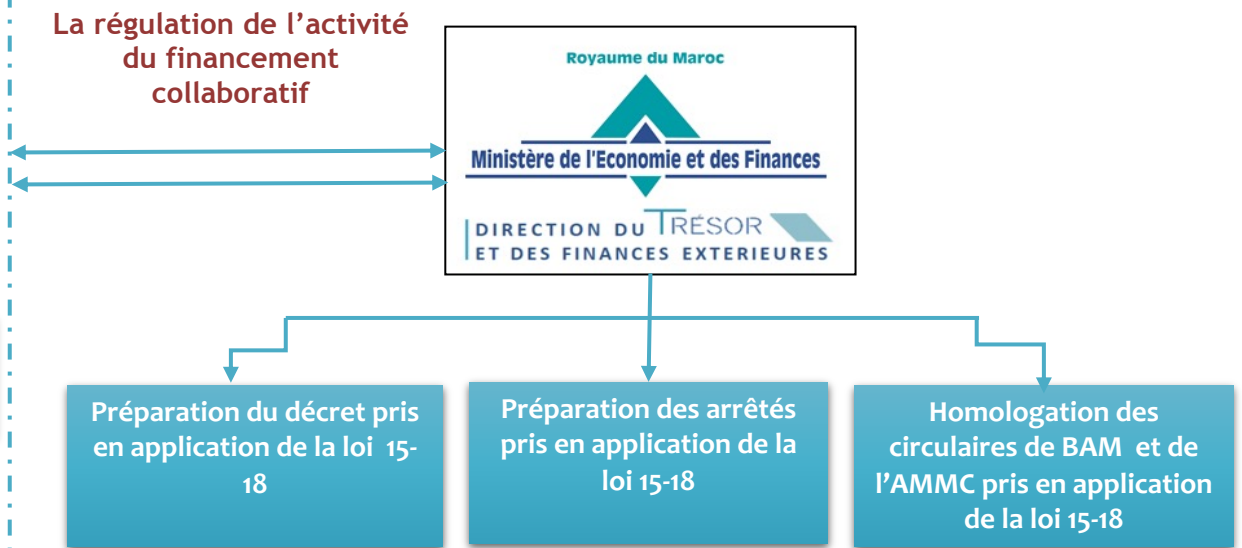 La régulation de l'activité
du financement
collaboratif
Royaume du Maroc
Ministère de l'Economie et des Finances
DIRECTION DU TRÉSOR
ET DES FINANCES EXTERIEURES
Préparation du décret pris
en application de la loi 15-
18
Préparation des arrêtés
pris en application de la
loi 15-18
Homologation des
circulaires de BAM et de
l'AMMC pris en application
de la loi 15-18